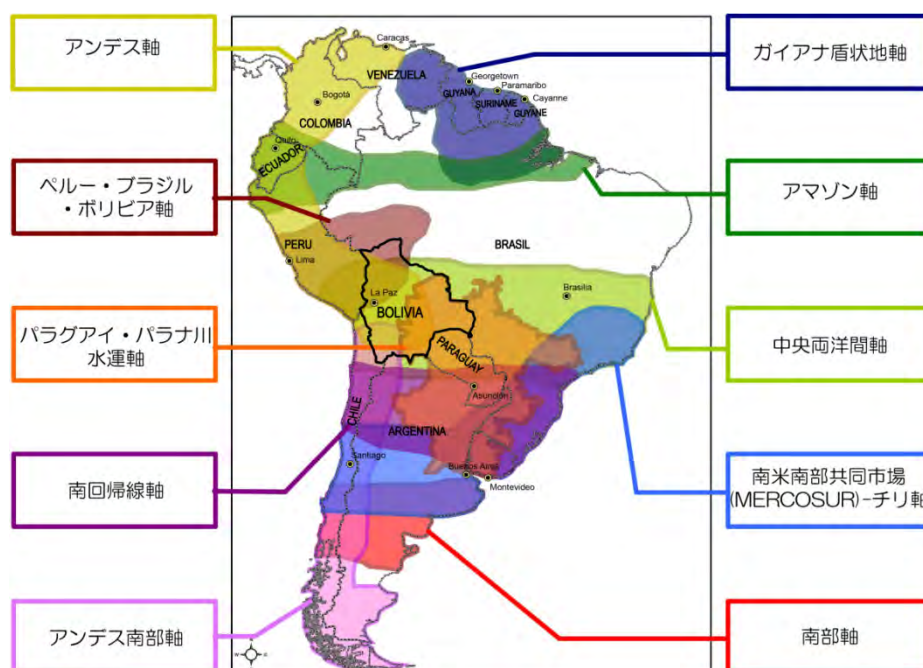 アンデス軸
ペルー・ブラジル
・ボリビア軸
パラグアイ・パラナ川
水運軸
南回帰線軸
アンデス南部軸
Caracas
VENEZUELA
Georgetown
Paramaribo
GUYANA
Cayanne
SURINAME
GUYANE
Bogotá
COLOMBIA
Quito
ECUADOR
PERU
Lima
BRASIL
La Paz
BOLIVIA
Brasilia
PARAGUAY
Asunción
CHILE
ARGENTINA
Santiago
Buenos Aires
Montevideo
ガイアナ盾状地軸
アマゾン軸
中央両洋間軸
南米南部共同市場
(MERCOSUR)-チリ軸
南部軸